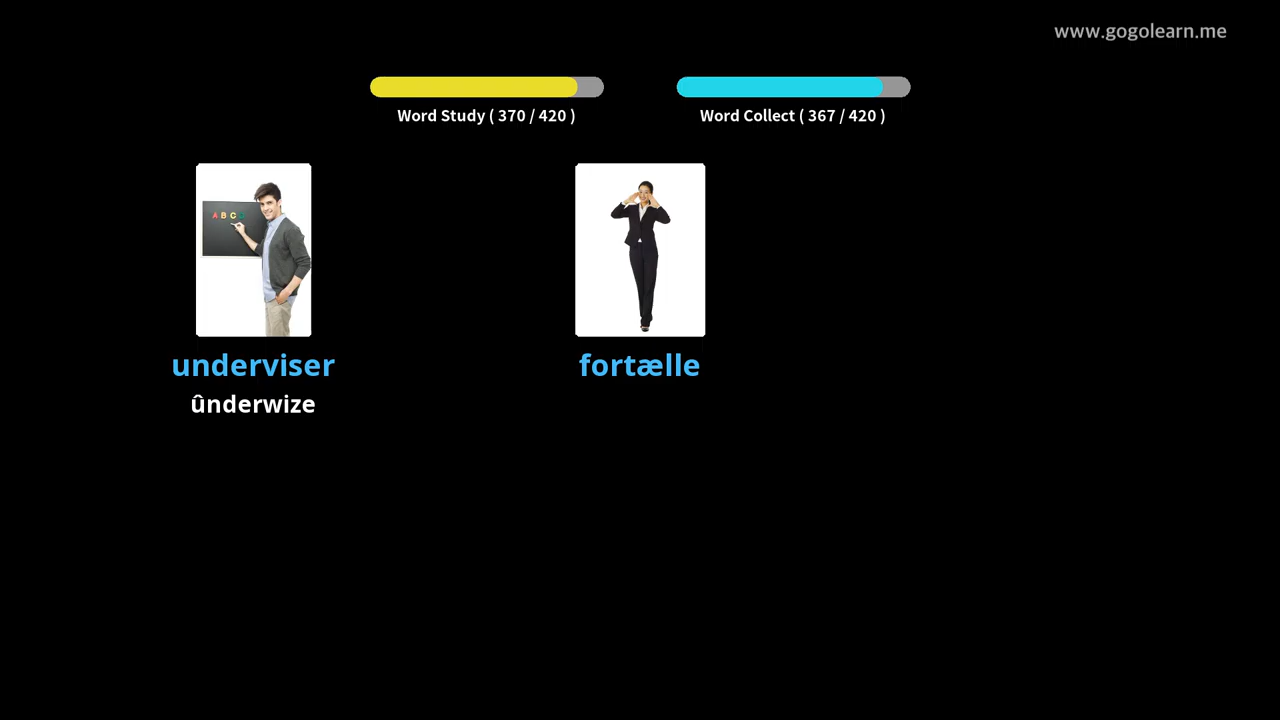 www.gogolearn.me
Word Study ( 370 / 420 )
Word Collect ( 367 / 420 )
A B C D
underviser
fortælle
ûnderwize